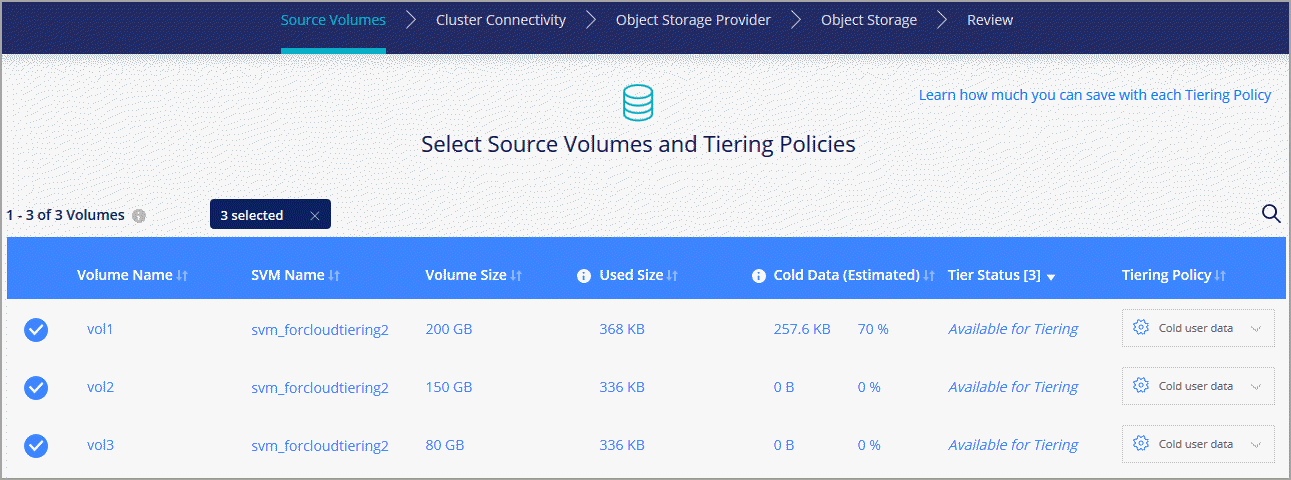 Source Volumes Cluster Connectivity Object Storage Provider Object Storage Review
Learn how much you can save with each Tiering Policy
Select Source Volumes and Tiering Policies
1 - 3 of 3 Volumes 3 selected
Volume Name SVM Name Volume Size Used Size Cold Data (Estimated) Tier Status [3] Tiering Policy
vol1 svm_forcloudtiering2 200 GB 368 KB 257.6 KB 70 % Available for Tiering Cold user data
vol2 svm_forcloudtiering2 150 GB 336 KB 0 B 0 % Available for Tiering Cold user data
vol3 svm_forcloudtiering2 80 GB 336 KB 0 B 0 % Available for Tiering Cold user data